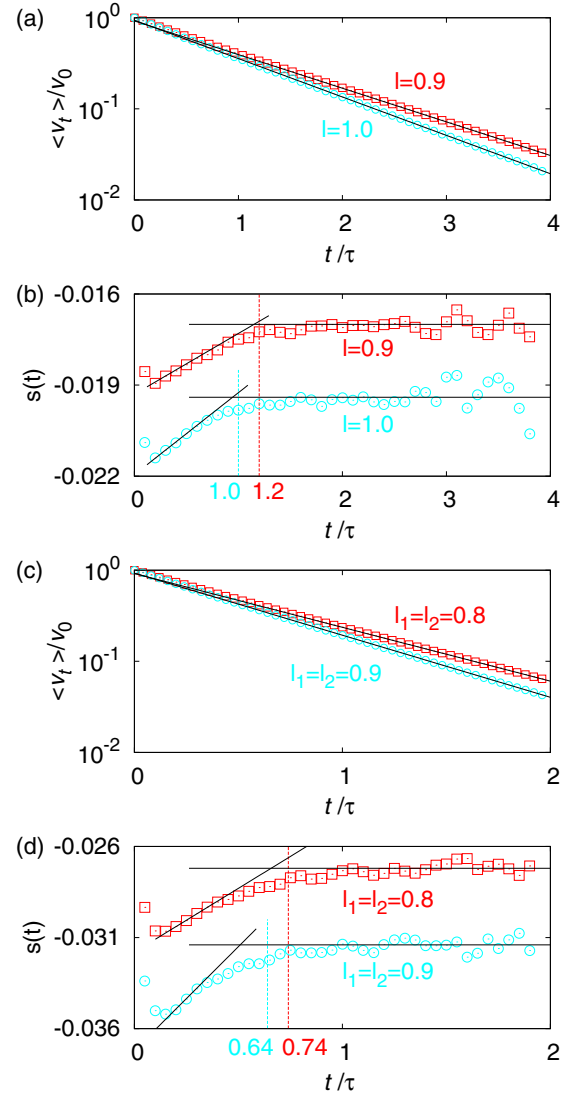 (a)
10^0
10^-1
10^-2
<v_t>/v_0
l=0.9
l=1.0
0 1 2 3 4
t/τ
(b)
-0.016
-0.019
-0.022
s(t)
l=0.9
l=1.0
0 1.0 1.2 2 3 4
t/τ
(c)
10^0
10^-1
10^-2
<v_t>/v_0
l_1=l_2=0.8
l_1=l_2=0.9
0 1 2
t/τ
(d)
-0.026
-0.031
-0.036
s(t)
l_1=l_2=0.8
l_1=l_2=0.9
0 0.64 0.74 1 2
t/τ